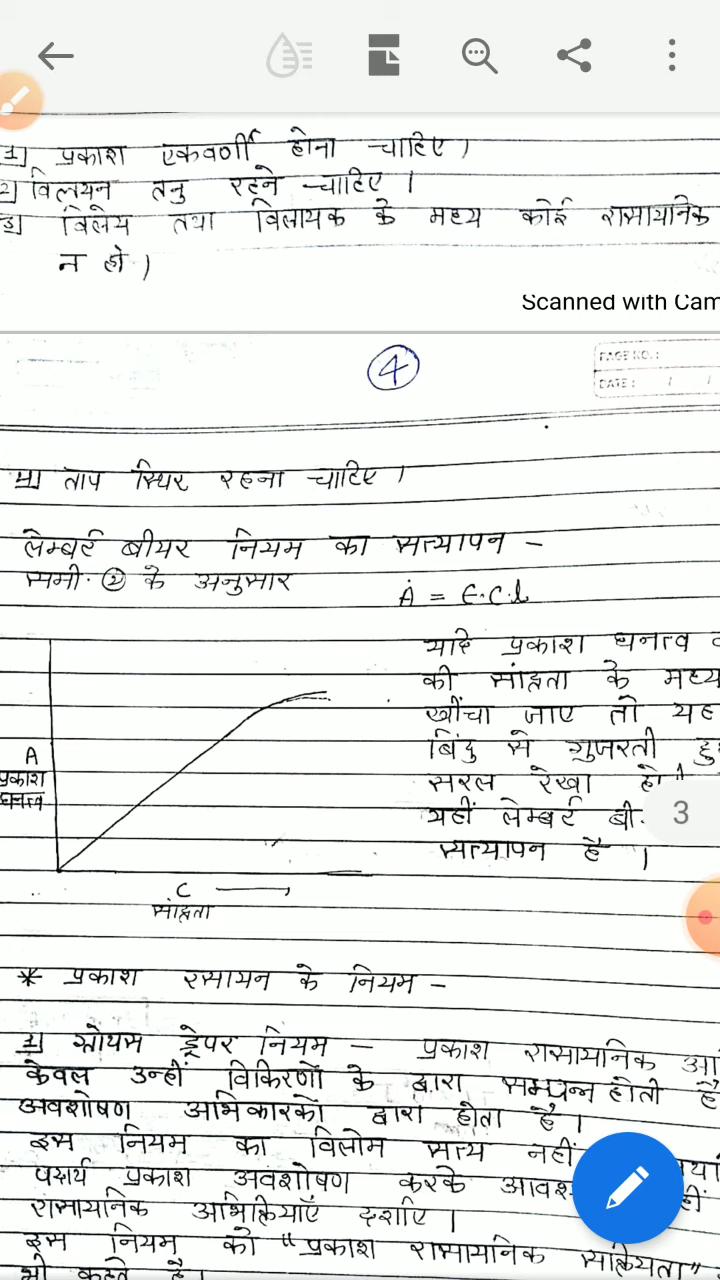 1] प्रकाश एकवर्णी होना चाहिए।
2] विलयन तनु रहने चाहिए।
3] विलेय तथा विलायक के मध्य कोई रासायनिक
न हो।
Scanned with Cam
4
PAGE NO.:
DATE: / /
4] ताप स्थिर रहना चाहिए।
लेम्बर्ट बीयर नियम का सत्यापन -
समी. ② के अनुसार
A = ε.c.l
यदि प्रकाश घनत्व
की सांद्रता के मध्य
खींचा जाए तो यह
बिंदु से गुजरती
सरल रेखा
यहीं लेम्बर्ट बी.
सत्यापन है।
A
प्रकाश
घनत्व
C
सांद्रता
3
* प्रकाश रसायन के नियम -
1] ग्रोथस ड्रेपर नियम - प्रकाश रासायनिक
केवल उन्हीं विकिरणों के द्वारा सम्पन्न होती है
अवशोषण अभिकारकों द्वारा होता है।
इस नियम का विलोम सत्य नहीं
पदार्थ प्रकाश अवशोषण करके
रासायनिक अभिक्रियाएँ दर्शाए।
इस नियम को "प्रकाश रासायनिक सक्रियता"
भी कहते है।